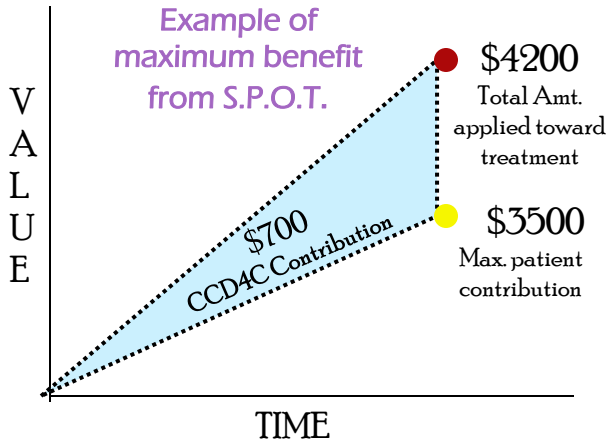 Example of
maximum benefit
from S.P.O.T.
$4200
Total Amt.
applied toward
treatment
VALUE
$700
CCD4C Contribution
$3500
Max. patient
contribution
TIME